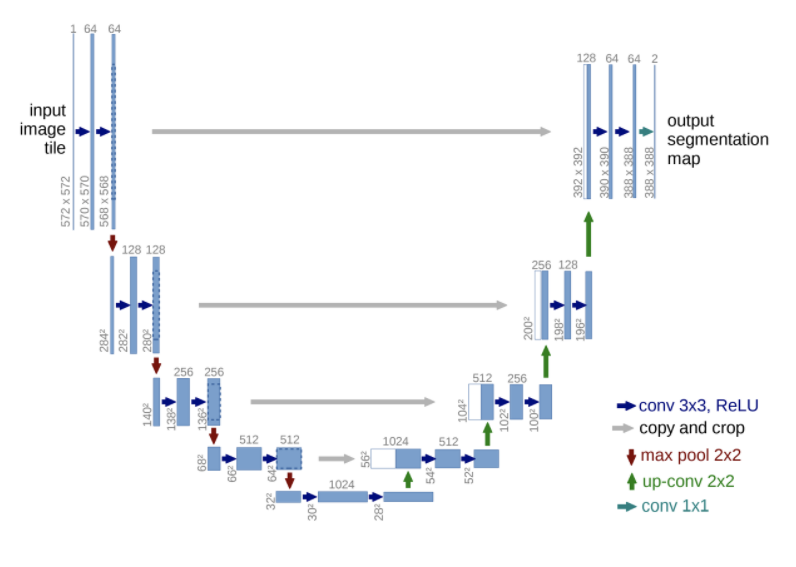 1 64 64
128 64 64 2
input
image
tile
output
segmentation
map
572 x 572
570 x 570
568 x 568
392 x 392
390 x 390
388 x 388
388 x 388
128 128
256 128
284²
282²
280²
200²
198²
196²
256 256
512 256
140²
138²
136²
104²
102²
100²
512 512
1024 512
68²
66²
64²
56²
54²
52²
1024
32²
30²
28²
conv 3x3, ReLU
copy and crop
max pool 2x2
up-conv 2x2
conv 1x1